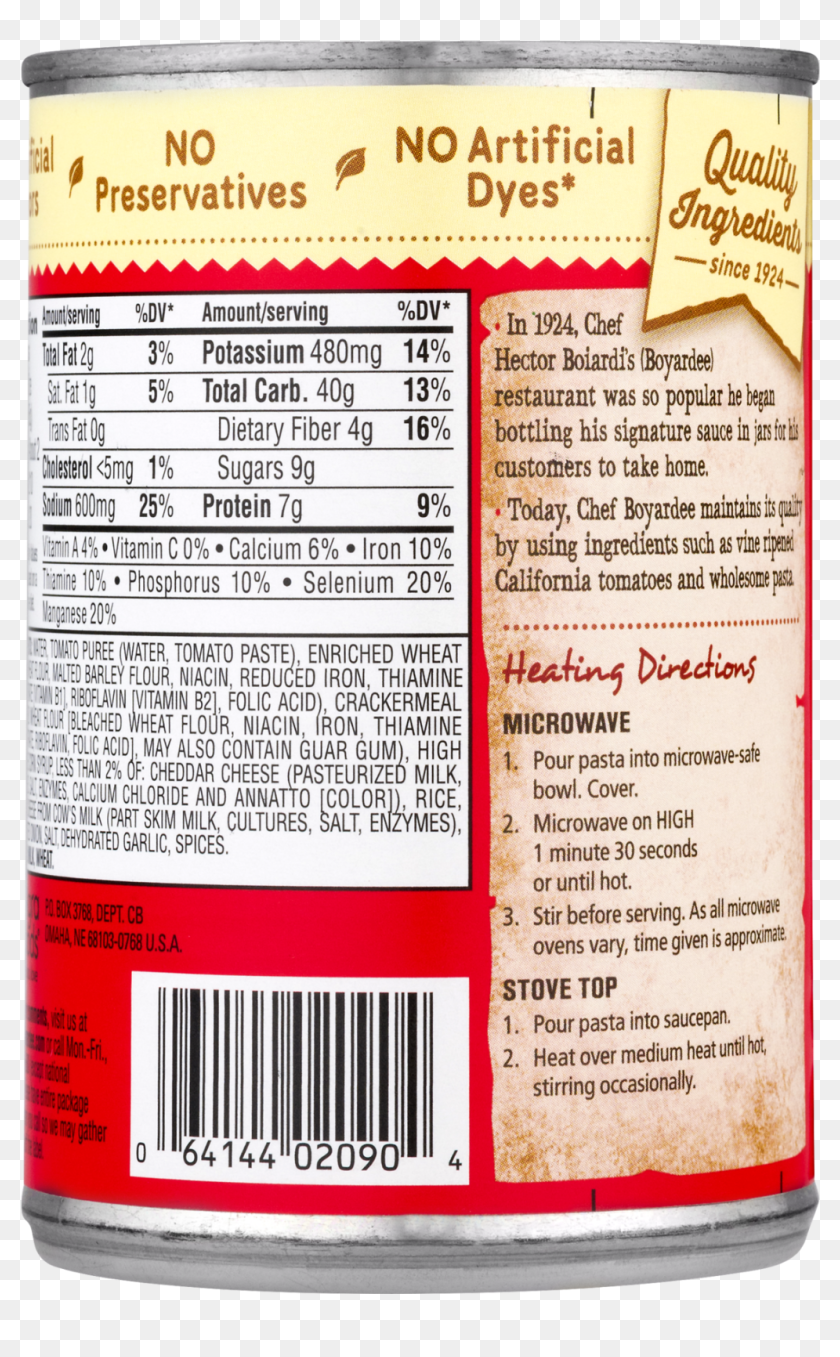 NO
Preservatives
NO Artificial
Dyes*
Quality
Ingredients
since 1924
Amount/serving %DV* Amount/serving %DV*
Total Fat 2g 3% Potassium 480mg 14%
Sat. Fat 1g 5% Total Carb. 40g 13%
Trans Fat 0g Dietary Fiber 4g 16%
Cholesterol <5mg 1% Sugars 9g
Sodium 600mg 25% Protein 7g 9%
Vitamin A 4% • Vitamin C 0% • Calcium 6% • Iron 10%
Thiamine 10% • Phosphorus 10% • Selenium 20%
Manganese 20%
WATER, TOMATO PUREE (WATER, TOMATO PASTE), ENRICHED WHEAT
FLOUR, MALTED BARLEY FLOUR, NIACIN, REDUCED IRON, THIAMINE
VITAMIN B1], RIBOFLAVIN [VITAMIN B2], FOLIC ACID), CRACKERMEAL
FLOUR [BLEACHED WHEAT FLOUR, NIACIN, IRON, THIAMINE
RIBOFLAVIN, FOLIC ACID], MAY ALSO CONTAIN GUAR GUM), HIGH
SYRUP, LESS THAN 2% OF: CHEDDAR CHEESE (PASTEURIZED MILK,
ENZYMES, CALCIUM CHLORIDE AND ANNATTO [COLOR]), RICE,
FROM COW'S MILK (PART SKIM MILK, CULTURES, SALT, ENZYMES),
SALT, DEHYDRATED GARLIC, SPICES.
WHEAT.
P.O. BOX 3768, DEPT. CB
OMAHA, NE 68103-0768 U.S.A.
visit us at
or call Mon.-Fri.,
national
entire package
so we may gather
0 64144 02090 4
• In 1924, Chef
Hector Boiardi's (Boyardee)
restaurant was so popular he began
bottling his signature sauce in jars for his
customers to take home.
• Today, Chef Boyardee maintains its quality
by using ingredients such as vine ripened
California tomatoes and wholesome pasta.
Heating Directions
MICROWAVE
1. Pour pasta into microwave-safe
bowl. Cover.
2. Microwave on HIGH
1 minute 30 seconds
or until hot.
3. Stir before serving. As all microwave
ovens vary, time given is approximate.
STOVE TOP
1. Pour pasta into saucepan.
2. Heat over medium heat until hot,
stirring occasionally.